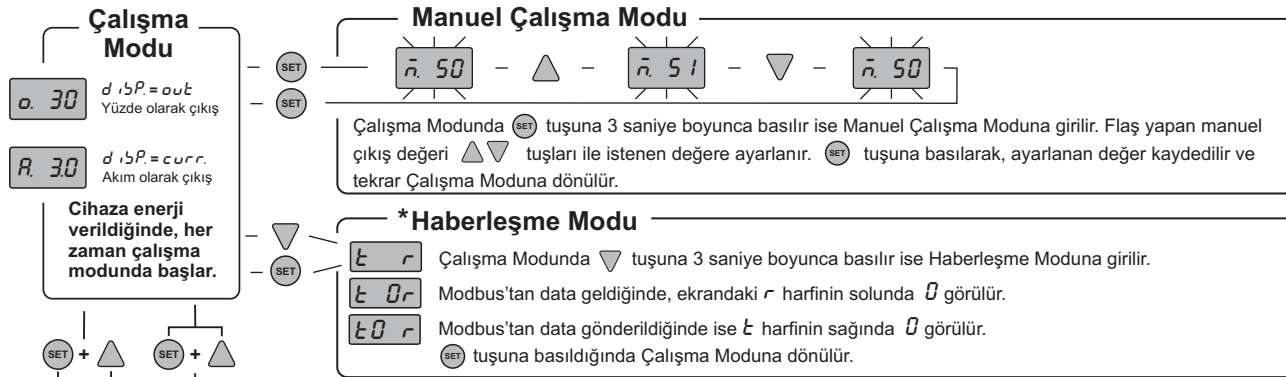 Çalışma
Modu
o. 30
diSP.=out
Yüzde olarak çıkış
A. 3.0
diSP.=curr.
Akım olarak çıkış
Cihaza enerji
verildiğinde, her
zaman çalışma
modunda başlar.
SET + SET +
Manuel Çalışma Modu
SET
SET
n̄. 50 – – n̄. 51 – – n̄. 50
Çalışma Modunda SET tuşuna 3 saniye boyunca basılır ise Manuel Çalışma Moduna girilir. Flaş yapan manuel
çıkış değeri tuşları ile istenen değere ayarlanır. SET tuşuna basılarak, ayarlanan değer kaydedilir ve
tekrar Çalışma Moduna dönülür.
*Haberleşme Modu
SET
t r Çalışma Modunda tuşuna 3 saniye boyunca basılır ise Haberleşme Moduna girilir.
t 0r Modbus'tan data geldiğinde, ekrandaki r harfinin solunda 0 görülür.
t0 r Modbus'tan data gönderildiğinde ise t harfinin sağında 0 görülür.
SET tuşuna basıldığında Çalışma Moduna dönülür.